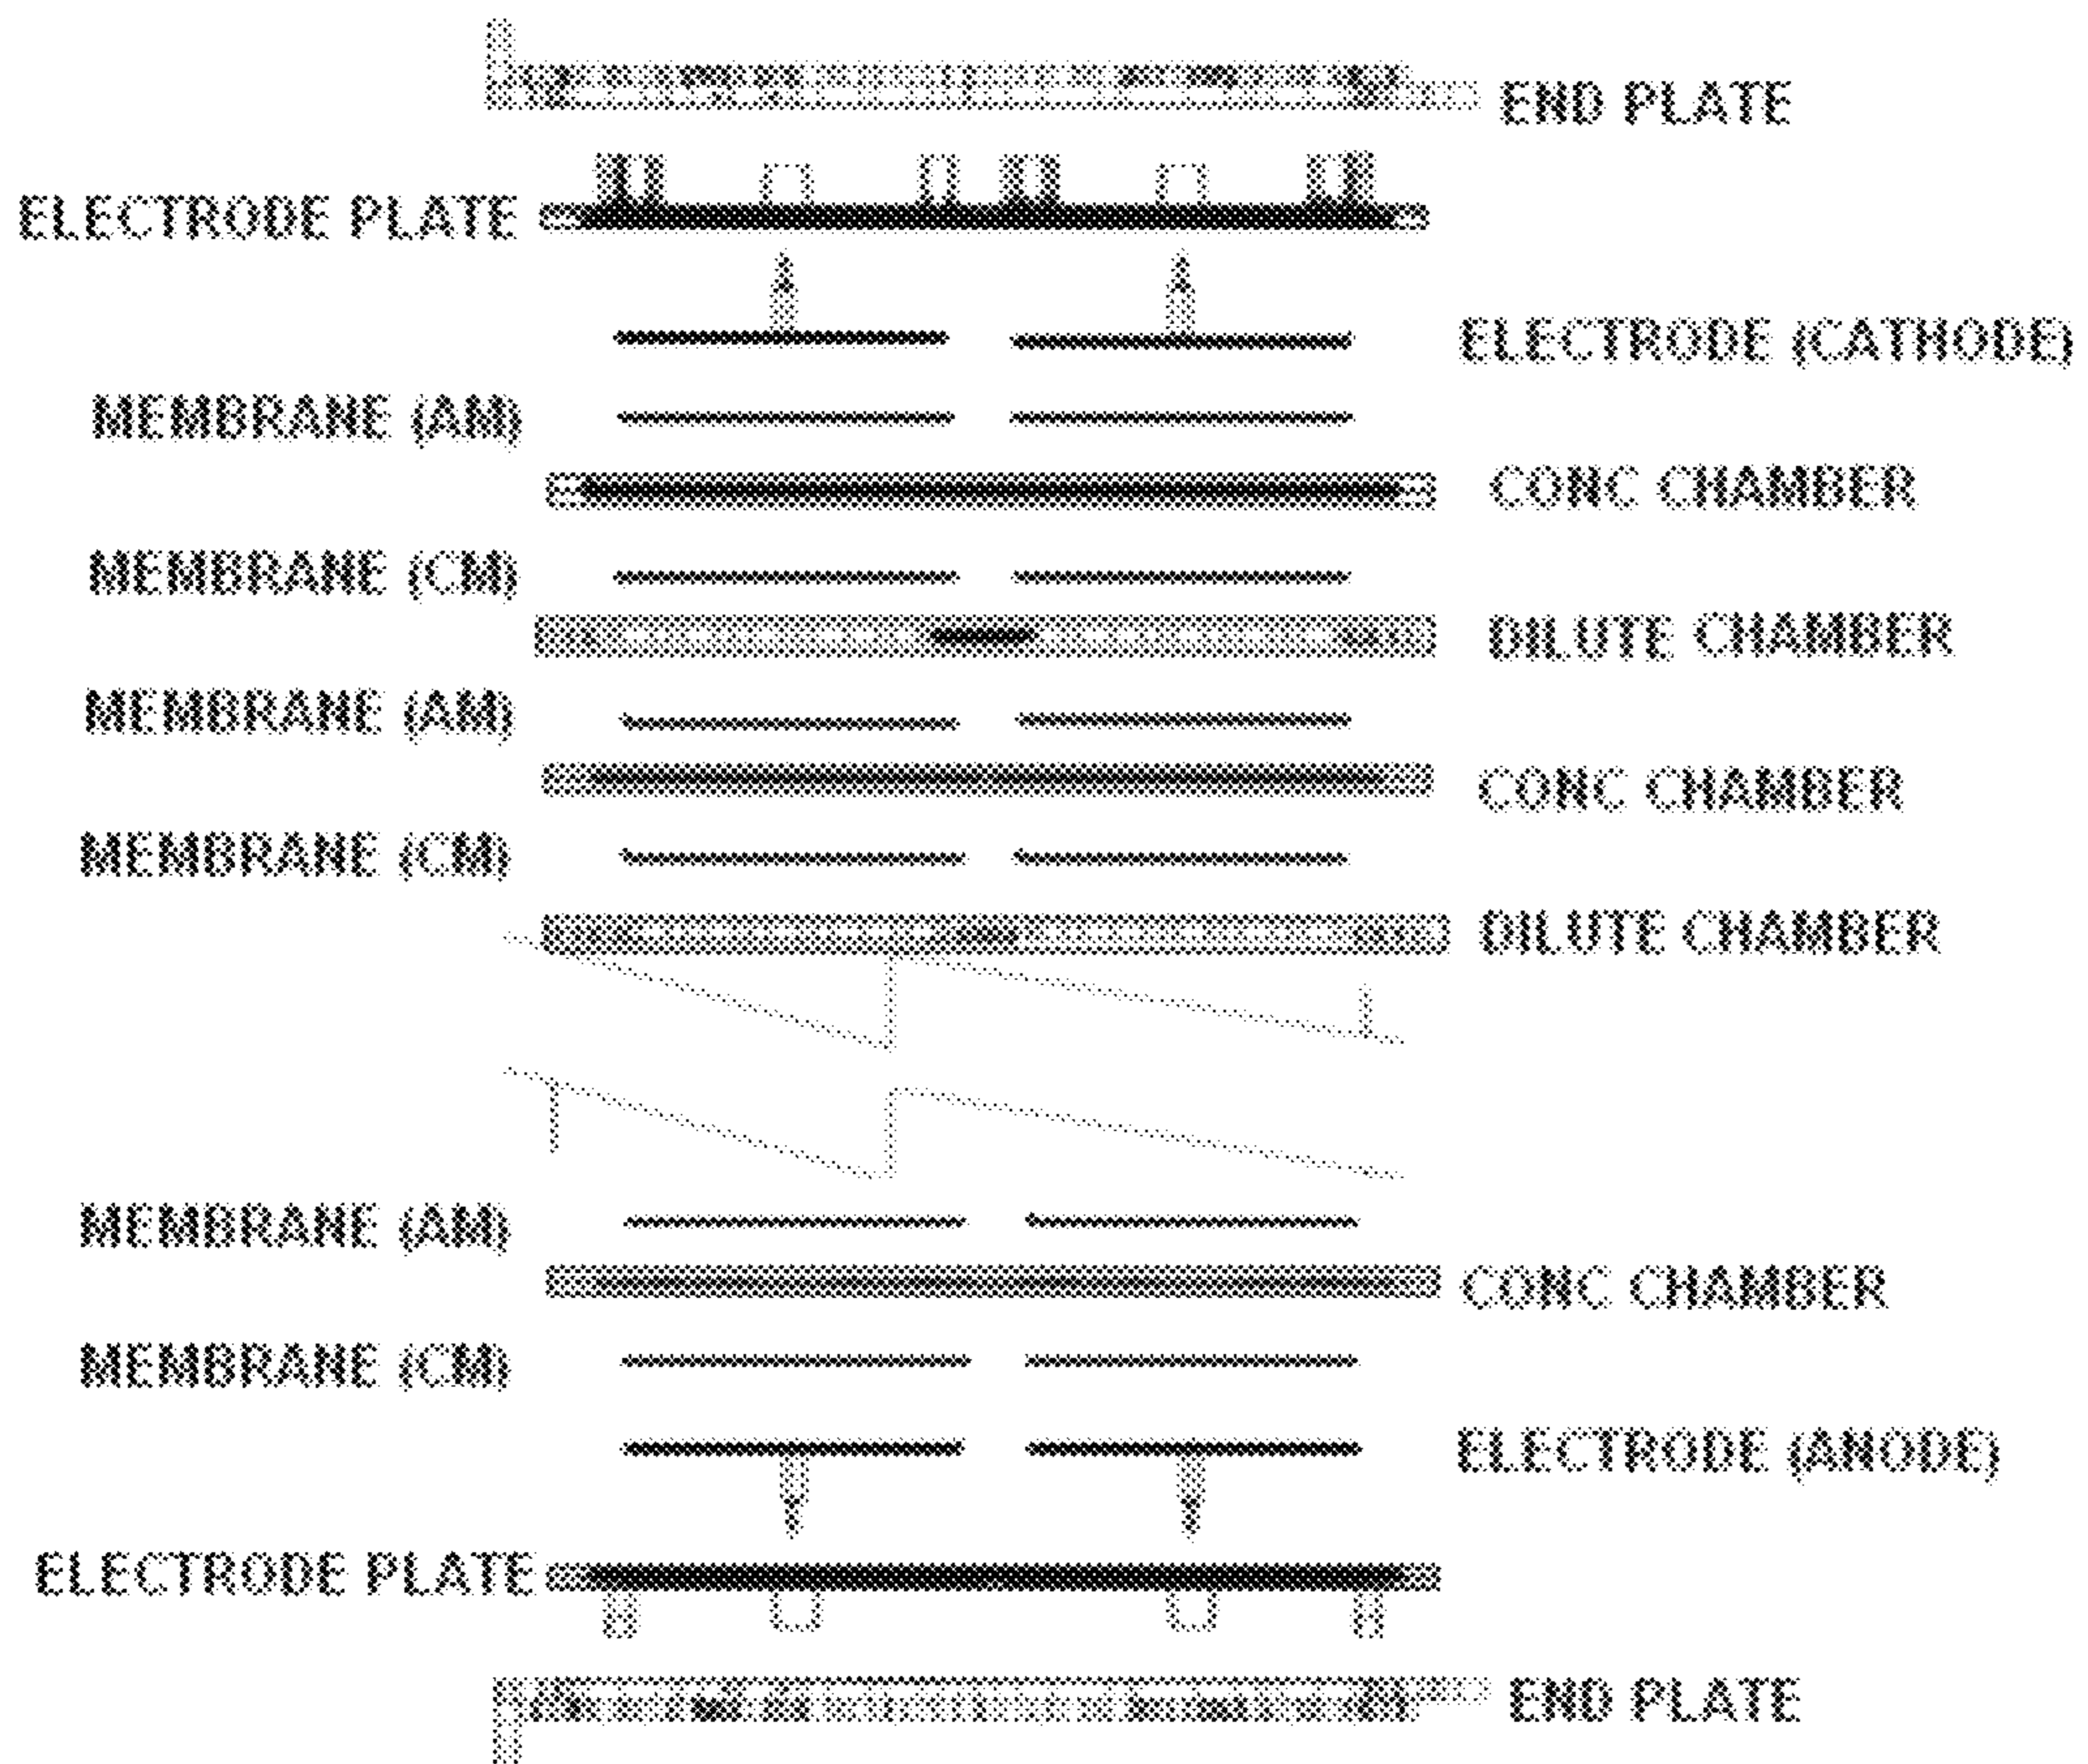 END PLATE
ELECTRODE PLATE
ELECTRODE (CATHODE)
MEMBRANE (AM)
CONC CHAMBER
MEMBRANE (CM)
DILUTE CHAMBER
MEMBRANE (AM)
CONC CHAMBER
MEMBRANE (CM)
DILUTE CHAMBER
MEMBRANE (AM)
CONC CHAMBER
MEMBRANE (CM)
ELECTRODE (ANODE)
ELECTRODE PLATE
END PLATE